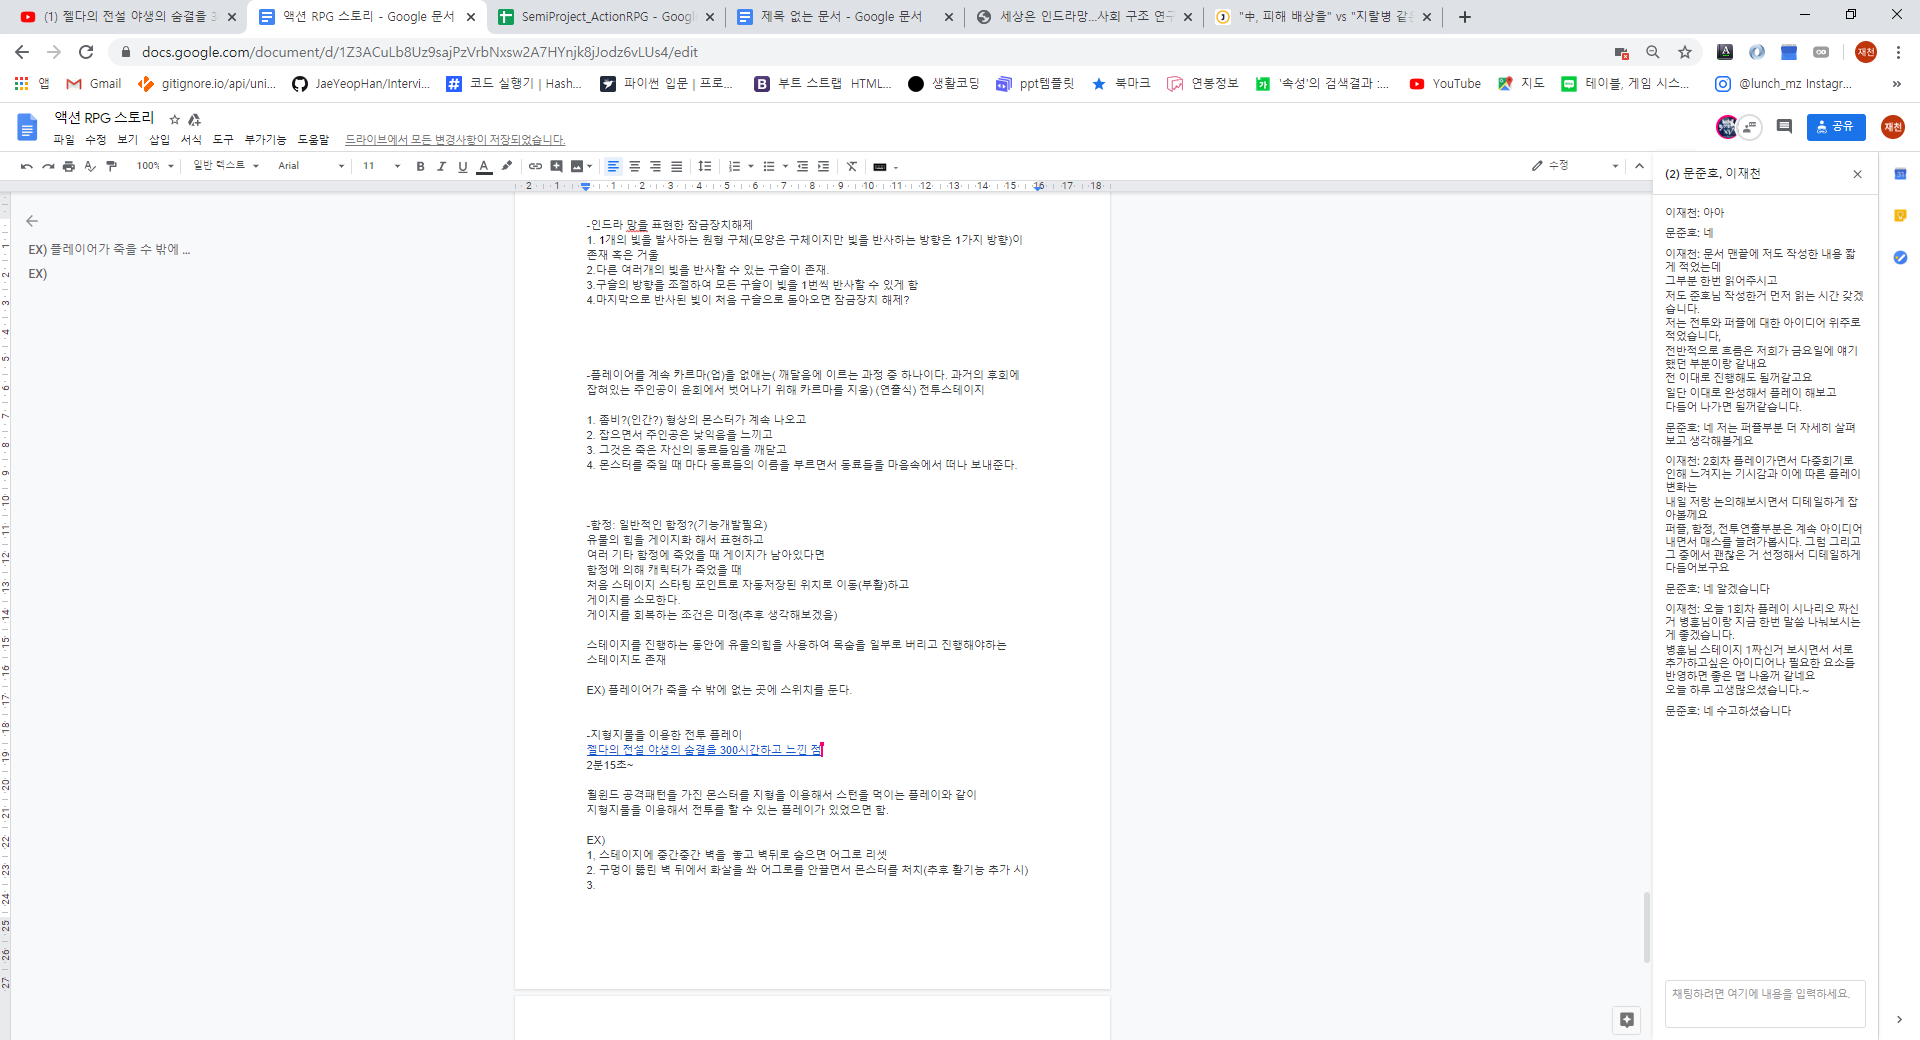 (1) 젤다의 전설 야생의 숨결을 3
액션 RPG 스토리 - Google 문서
SemiProject_ActionRPG - Googl
제목 없는 문서 - Google 문서
세상은 인드라망...사회 구조 연구
"中, 피해 배상을" vs "지랄병 같은
docs.google.com/document/d/1Z3ACuLb8Uz9sajPzVrbNxsw2A7HYnjk8jJodz6vLUs4/edit
재천
앱
Gmail
gitignore.io/api/uni...
JaeYeopHan/Intervi...
코드 실행기 | Hash...
파이썬 입문 | 프로...
부트 스트랩 HTML...
생활코딩
ppt템플릿
북마크
연봉정보
'속성'의 검색결과 :...
YouTube
지도
테이블, 게임 시스...
@lunch_mz Instagr...
»
액션 RPG 스토리
파일 수정 보기 삽입 서식 도구 부가기능 도움말 드라이브에서 모든 변경사항이 저장되었습니다.
공유
재천
100% 일반 텍스트 Arial 11 B I U A
수정
2 1 1 2 3 4 5 6 7 8 9 10 11 12 13 14 15 16 17 18
EX) 플레이어가 죽을 수 밖에 ...
EX)
-인드라 망을 표현한 잠금장치해제
1. 1개의 빛을 발사하는 원형 구체(모양은 구체이지만 빛을 반사하는 방향은 1가지 방향)이
존재 혹은 거울
2.다른 여러개의 빛을 반사할 수 있는 구슬이 존재.
3.구슬의 방향을 조절하여 모든 구슬이 빛을 1번씩 반사할 수 있게 함
4.마지막으로 반사된 빛이 처음 구슬으로 돌아오면 잠금장치 해제?
-플레이어를 계속 카르마(업)을 없애는( 깨달음에 이르는 과정 중 하나이다. 과거의 후회에
잡혀있는 주인공이 윤회에서 벗어나기 위해 카르마를 지움) (연출식) 전투스테이지
1. 좀비?(인간?) 형상의 몬스터가 계속 나오고
2. 잡으면서 주인공은 낯익음을 느끼고
3. 그것은 죽은 자신의 동료들임을 깨닫고
4. 몬스터를 죽일 때 마다 동료들의 이름을 부르면서 동료들을 마음속에서 떠나 보내준다.
-함정: 일반적인 함정?(기능개발필요)
유물의 힘을 게이지화 해서 표현하고
여러 기타 함정에 죽었을 때 게이지가 남아있다면
함정에 의해 캐릭터가 죽었을 때
처음 스테이지 스타팅 포인트로 자동저장된 위치로 이동(부활)하고
게이지를 소모한다.
게이지를 회복하는 조건은 미정(추후 생각해보겠음)
스테이지를 진행하는 동안에 유물의힘을 사용하여 목숨을 일부로 버리고 진행해야하는
스테이지도 존재
EX) 플레이어가 죽을 수 밖에 없는 곳에 스위치를 둔다.
-지형지물을 이용한 전투 플레이
젤다의 전설 야생의 숨결을 300시간하고 느낀 점
2분15초~
휠윈드 공격패턴을 가진 몬스터를 지형을 이용해서 스턴을 먹이는 플레이와 같이
지형지물을 이용해서 전투를 할 수 있는 플레이가 있었으면 함.
EX)
1, 스테이지에 중간중간 벽을 놓고 벽뒤로 숨으면 어그로 리셋
2. 구멍이 뚫린 벽 뒤에서 화살을 쏴 어그로를 안끌면서 몬스터를 처치(추후 활기능 추가 시)
3.
(2) 문준호, 이재천
이재천: 아아
문준호: 네
이재천: 문서 맨끝에 저도 작성한 내용 짧
게 적었는데
그부분 한번 읽어주시고
저도 준호님 작성한거 먼저 읽는 시간 갖겠
습니다.
저는 전투와 퍼즐에 대한 아이디어 위주로
적었습니다,
전반적으로 흐름은 저희가 금요일에 얘기
했던 부분이랑 같내요
전 이대로 진행해도 될꺼같고요
일단 이대로 완성해서 플레이 해보고
다듬어 나가면 될꺼같습니다.
문준호: 네 저는 퍼즐부분 더 자세히 살펴
보고 생각해볼게요
이재천: 2회차 플레이가면서 다중회기로
인해 느겨지는 기시감과 이에 따른 플레이
변화는
내일 저랑 논의해보시면서 디테일하게 잡
아볼께요
퍼즐, 함정, 전투연출부분은 계속 아이디어
내면서 매스를 늘려가봅시다. 그럼 그리고
그 중에서 괜찮은 거 선정해서 디테일하게
다듬어보구요
문준호: 네 알겠습니다
이재천: 오늘 1회차 플레이 시나리오 짜신
거 병훈님이랑 지금 한번 말씀 나눠보시는
게 좋겠습니다.
병훈님 스테이지 1짜신거 보시면서 서로
추가하고싶은 아이디어나 필요한 요소들
반영하면 좋은 맵 나올꺼 같네요
오늘 하루 고생많으셨습니다.~
문준호: 네 수고하셨습니다
채팅하려면 여기에 내용을 입력하세요.